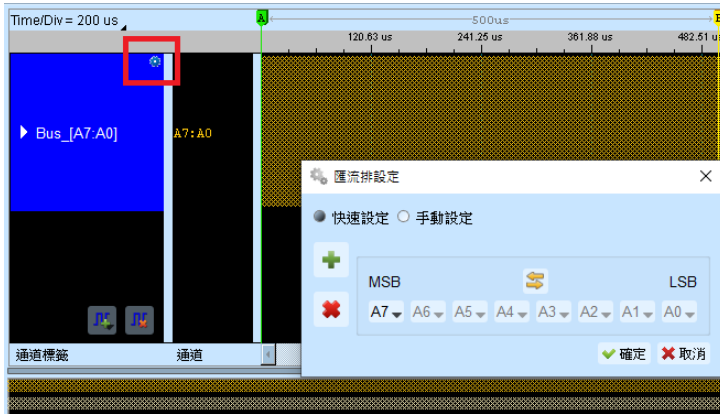 Time/Div = 200 us
A
500us
120.63 us 241.25 us 361.88 us 482.51 u
Bus_[A7:A0]
A7:A0
匯流排設定
快速設定 手動設定
MSB LSB
A7 A6 A5 A4 A3 A2 A1 A0
確定 取消
通道標籤 通道